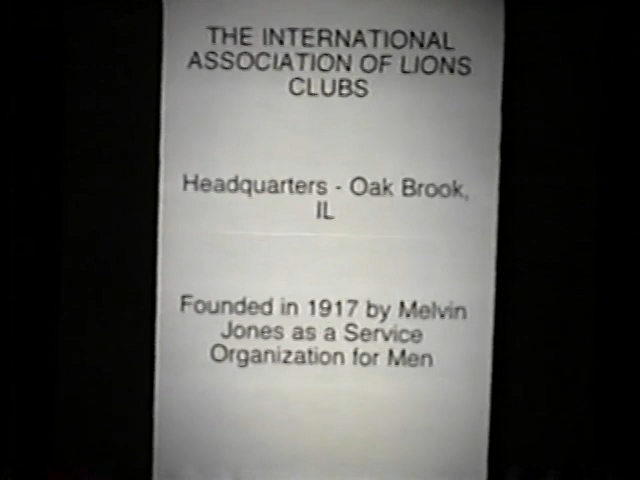 THE INTERNATIONAL
ASSOCIATION OF LIONS
CLUBS
Headquarters - Oak Brook,
IL
Founded in 1917 by Melvin
Jones as a Service
Organization for Men